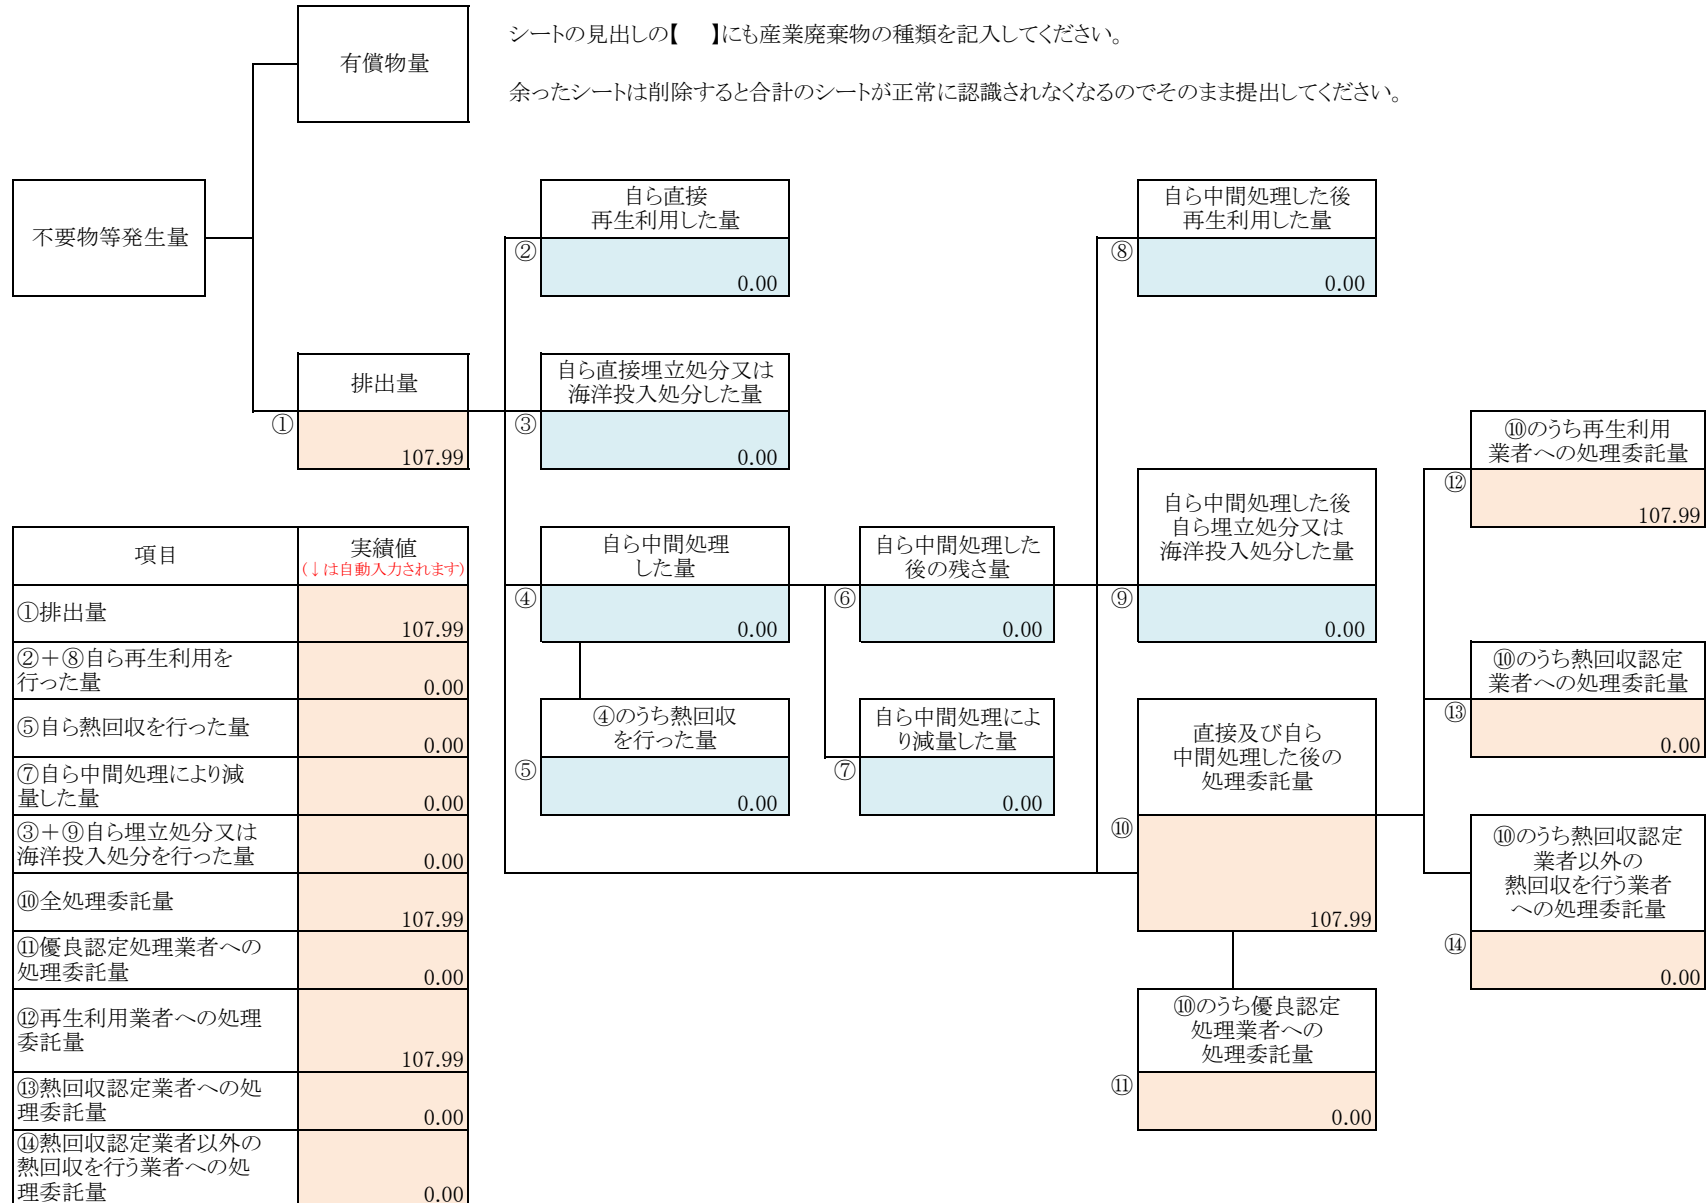 シートの見出しの【　】にも産業廃棄物の種類を記入してください。
有償物量
余ったシートは削除すると合計のシートが正常に認識されなくなるのでそのまま提出してください。
不要物等発生量
自ら直接
再生利用した量
②
0.00
自ら中間処理した後
再生利用した量
⑧
0.00
排出量
①
107.99
自ら直接埋立処分又は
海洋投入処分した量
③
0.00
⑩のうち再生利用
業者への処理委託量
⑫
107.99
自ら中間処理
した量
④
0.00
自ら中間処理した
後の残さ量
⑥
0.00
自ら中間処理した後
自ら埋立処分又は
海洋投入処分した量
⑨
0.00
⑩のうち熱回収認定
業者への処理委託量
⑬
0.00
④のうち熱回収
を行った量
⑤
0.00
自ら中間処理によ
り減量した量
⑦
0.00
直接及び自ら
中間処理した後の
処理委託量
⑩
107.99
⑩のうち熱回収認定
業者以外の
熱回収を行う業者
への処理委託量
⑭
0.00
⑩のうち優良認定
処理業者への
処理委託量
⑪
0.00
項目
実績値
(↓は自動入力されます)
①排出量
107.99
②＋⑧自ら再生利用を
行った量
0.00
⑤自ら熱回収を行った量
0.00
⑦自ら中間処理により減
量した量
0.00
③＋⑨自ら埋立処分又は
海洋投入処分を行った量
0.00
⑩全処理委託量
107.99
⑪優良認定処理業者への
処理委託量
0.00
⑫再生利用業者への処理
委託量
107.99
⑬熱回収認定業者への処
理委託量
0.00
⑭熱回収認定業者以外の
熱回収を行う業者への処
理委託量
0.00